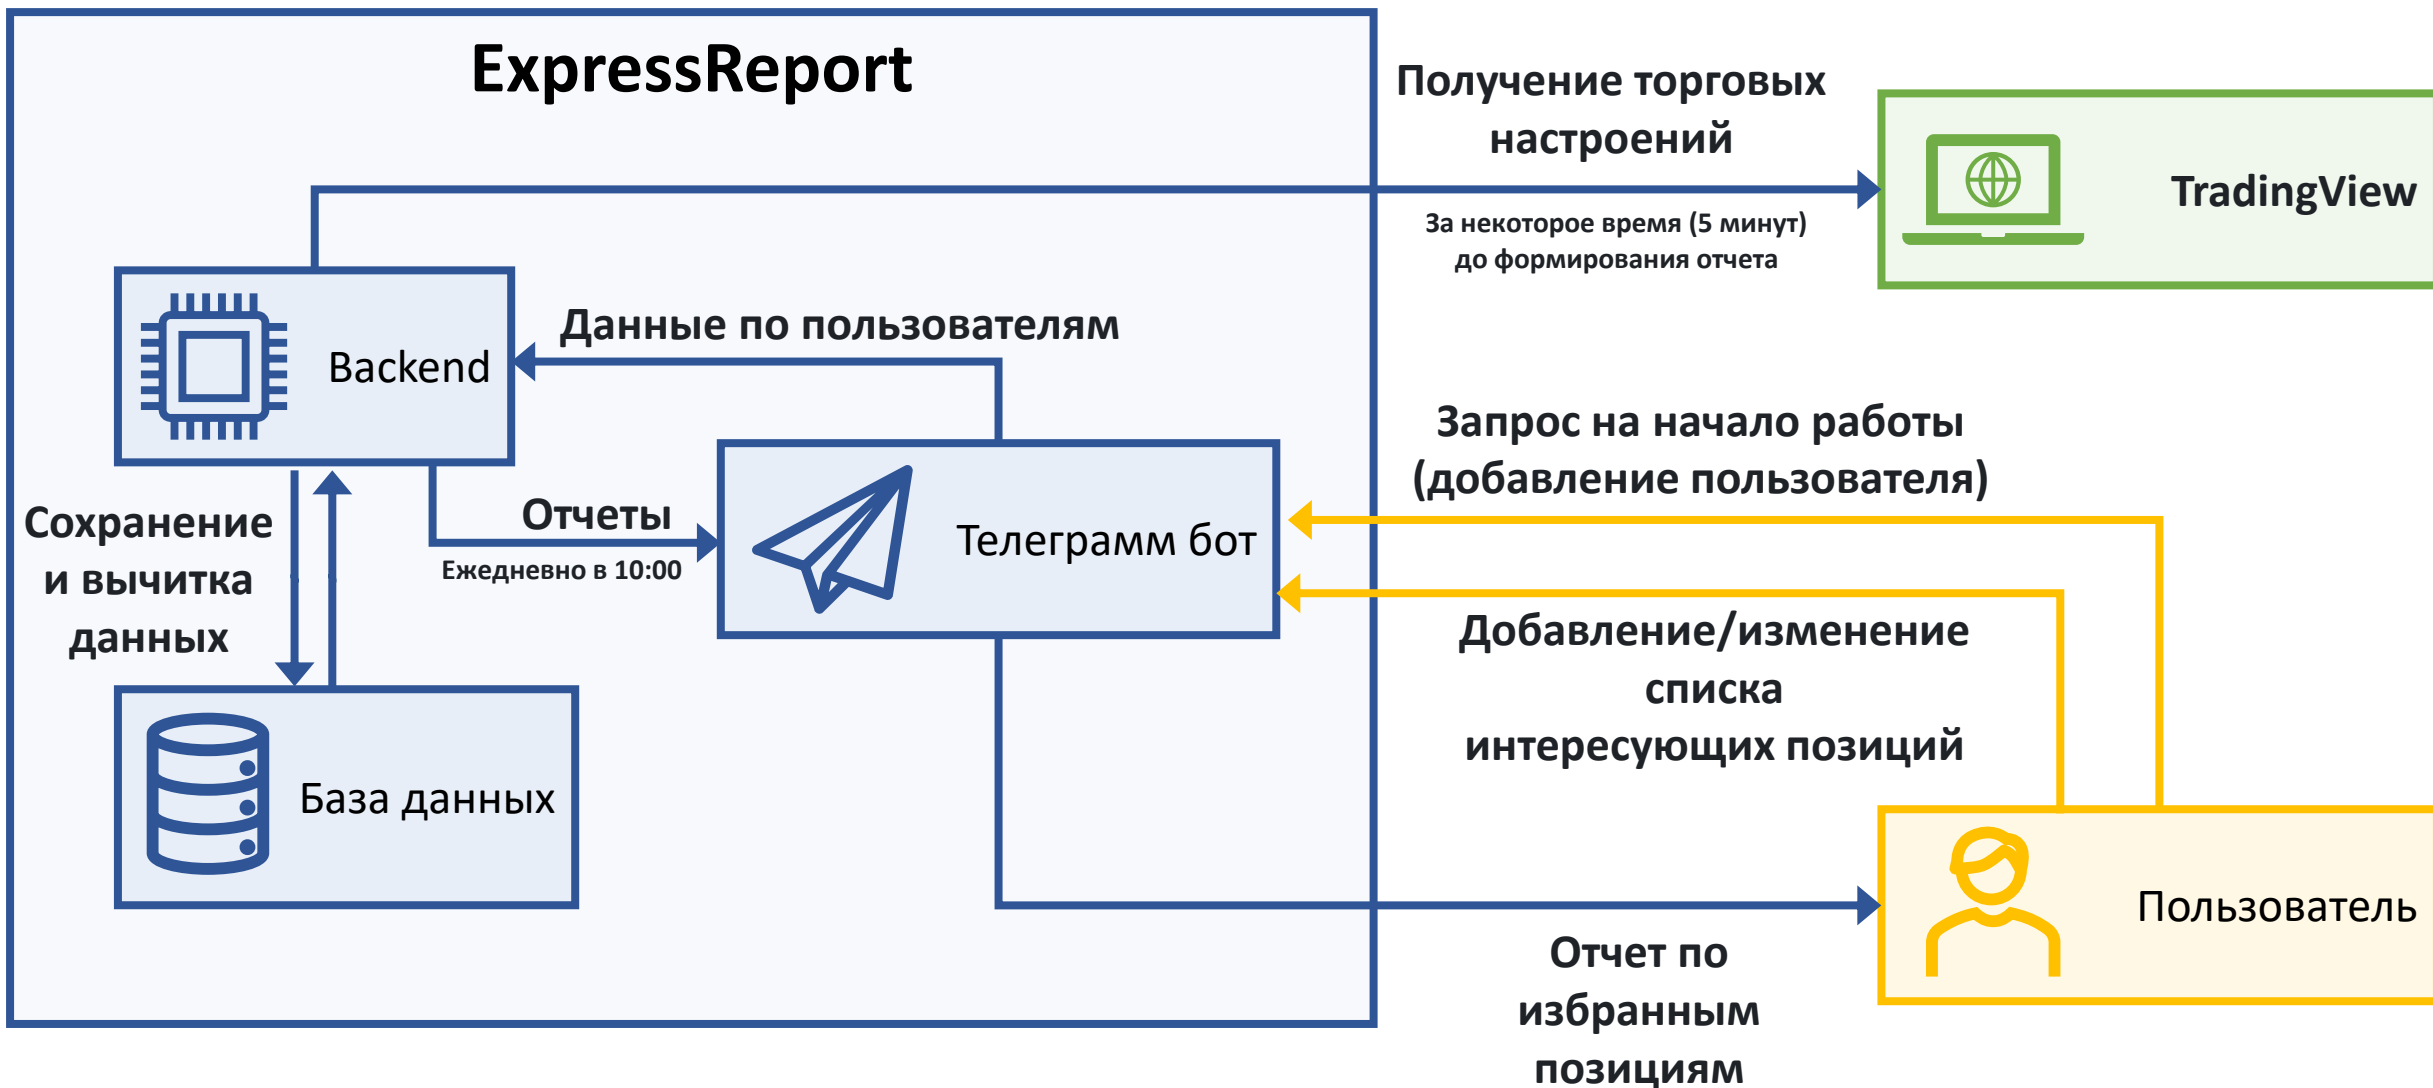 ExpressReport
Получение торговых
настроений
TradingView
За некоторое время (5 минут)
до формирования отчета
Backend
Данные по пользователям
Запрос на начало работы
(добавление пользователя)
Сохранение
и вычитка
данных
Отчеты
Ежедневно в 10:00
Телеграмм бот
Добавление/изменение
списка
интересующих позиций
База данных
Пользователь
Отчет по
избранным
позициям